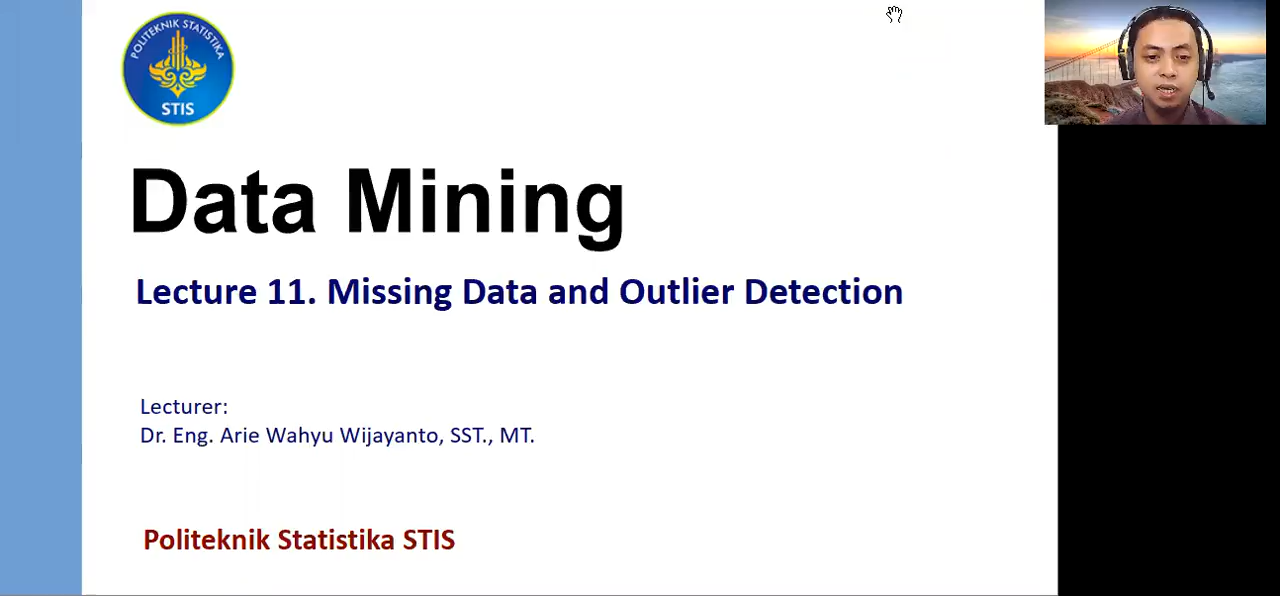 POLITEKNIK STATISTIKA
STIS
Data Mining
Lecture 11. Missing Data and Outlier Detection
Lecturer:
Dr. Eng. Arie Wahyu Wijayanto, SST., MT.
Politeknik Statistika STIS